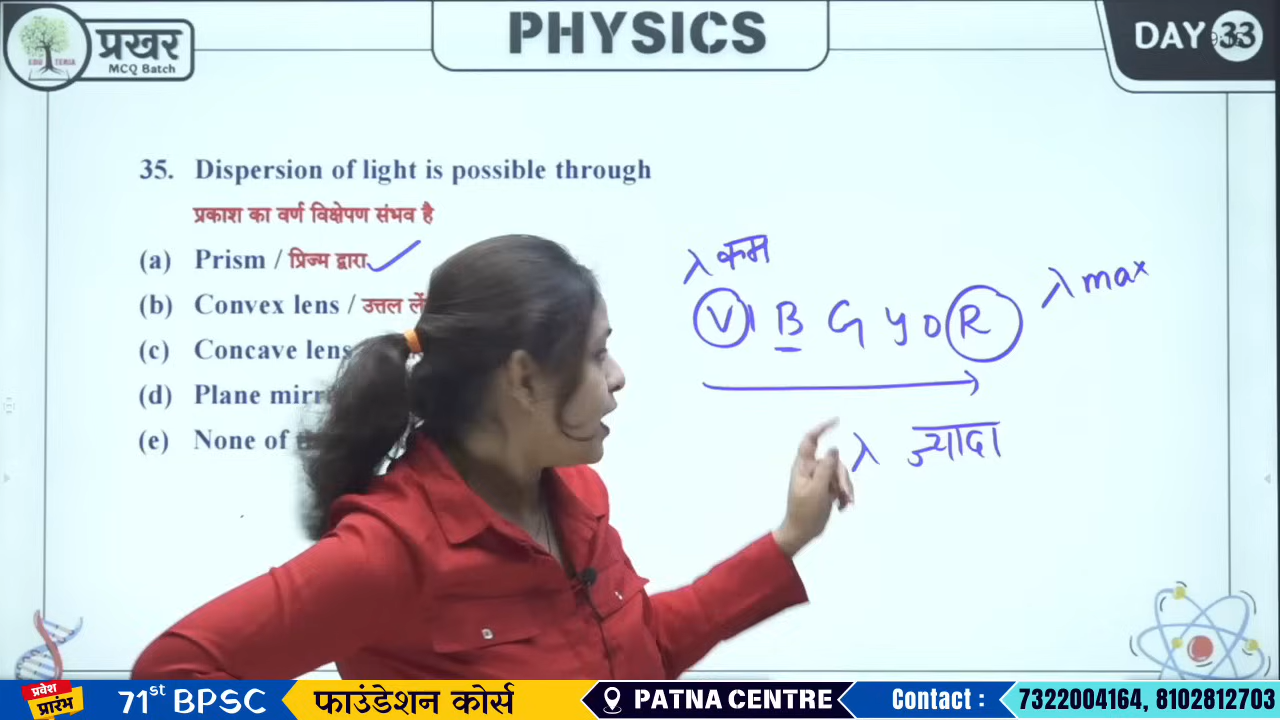 EDU TERIA
प्रखर
MCQ Batch
PHYSICS
DAY 33
35. Dispersion of light is possible through
प्रकाश का वर्ण विक्षेपण संभव है
(a) Prism / प्रिज्म द्वारा
(b) Convex lens / उत्तल
(c) Concave lens
(d) Plane
(e) None of
λ कम
V I B G Y O R
λ max
λ ज्यादा
प्रवेश प्रारंभ
71st BPSC
फाउंडेशन कोर्स
PATNA CENTRE
Contact :
7322004164, 8102812703